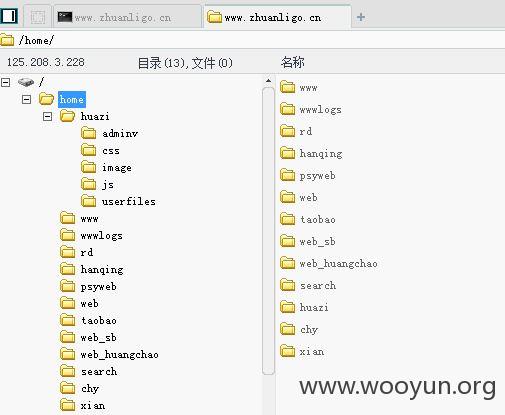 www.zhuanligo.cn
www.zhuanligo.cn
/home/
125.208.3.228
目录(13),文件(0)
名称
/
home
huazi
adminv
css
image
js
userfiles
www
wwwlogs
rd
hanqing
psyweb
web
taobao
web_sb
web_huangchao
search
chy
xian
www
wwwlogs
rd
hanqing
psyweb
web
taobao
web_sb
web_huangchao
search
huazi
chy
xian
www.wooyun.org